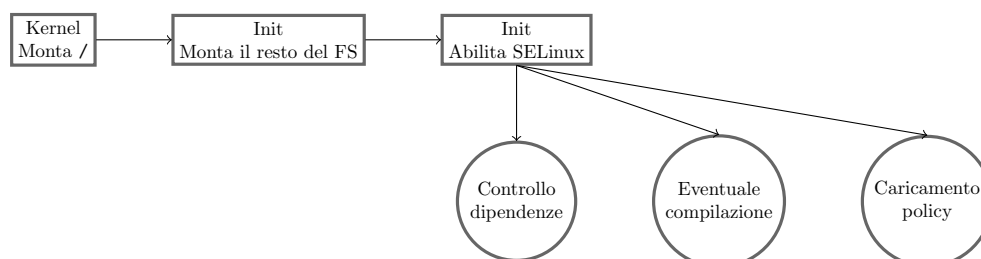 Kernel
Monta /
Init
Monta il resto del FS
Init
Abilita SELinux
Controllo
dipendenze
Eventuale
compilazione
Caricamento
policy